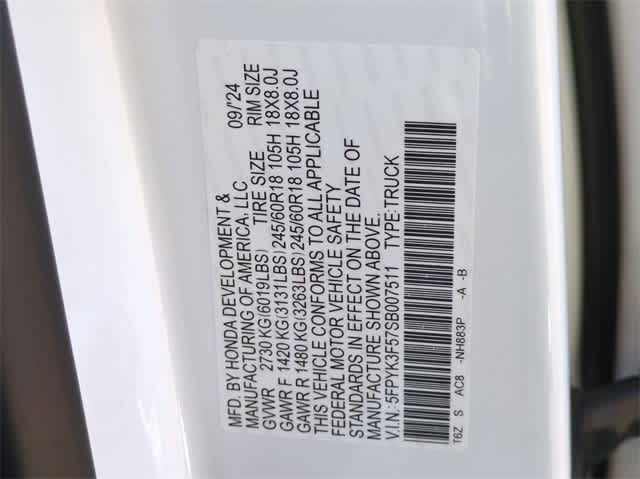 MFD. BY HONDA DEVELOPMENT &
MANUFACTURING OF AMERICA, LLC 09/'24
GVWR 2730 KG(6019LBS) TIRE SIZE RIM SIZE
GAWR F 1420 KG(3131LBS)245/60R18 105H 18X8.0J
GAWR R 1480 KG(3263LBS)245/60R18 105H 18X8.0J
THIS VEHICLE CONFORMS TO ALL APPLICABLE
FEDERAL MOTOR VEHICLE SAFETY
STANDARDS IN EFFECT ON THE DATE OF
MANUFACTURE SHOWN ABOVE.
V.I.N.: 5FPYK3F57SB007511 TYPE:TRUCK
T6Z S AC8 -NH883P -A -B